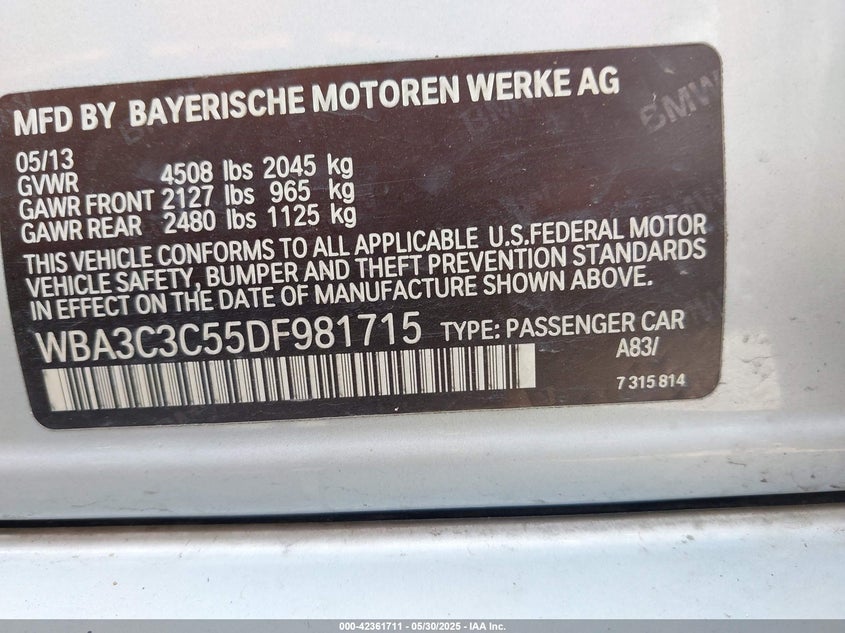 MFD BY BAYERISCHE MOTOREN WERKE AG
BMW
05/13
GVWR 4508 lbs 2045 kg
GAWR FRONT 2127 lbs 965 kg
GAWR REAR 2480 lbs 1125 kg
THIS VEHICLE CONFORMS TO ALL APPLICABLE U.S.FEDERAL MOTOR
VEHICLE SAFETY, BUMPER AND THEFT PREVENTION STANDARDS
IN EFFECT ON THE DATE OF MANUFACTURE SHOWN ABOVE.
WBA3C3C55DF981715 TYPE: PASSENGER CAR
A83/
7 315 814
000-42361711 — 05/30/2025 — IAA Inc.